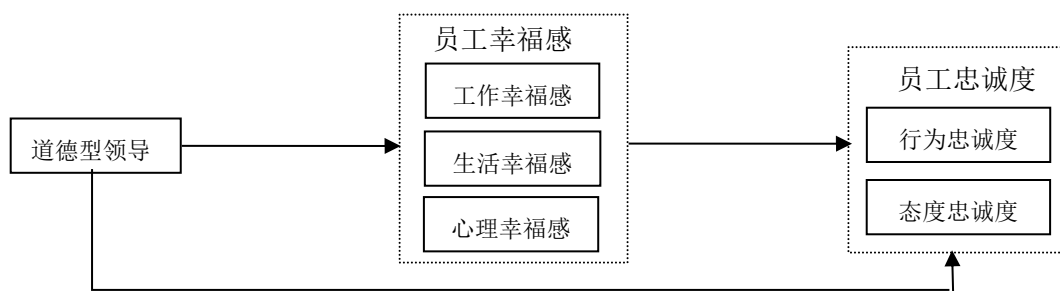 道德型领导
员工幸福感
工作幸福感
生活幸福感
心理幸福感
员工忠诚度
行为忠诚度
态度忠诚度